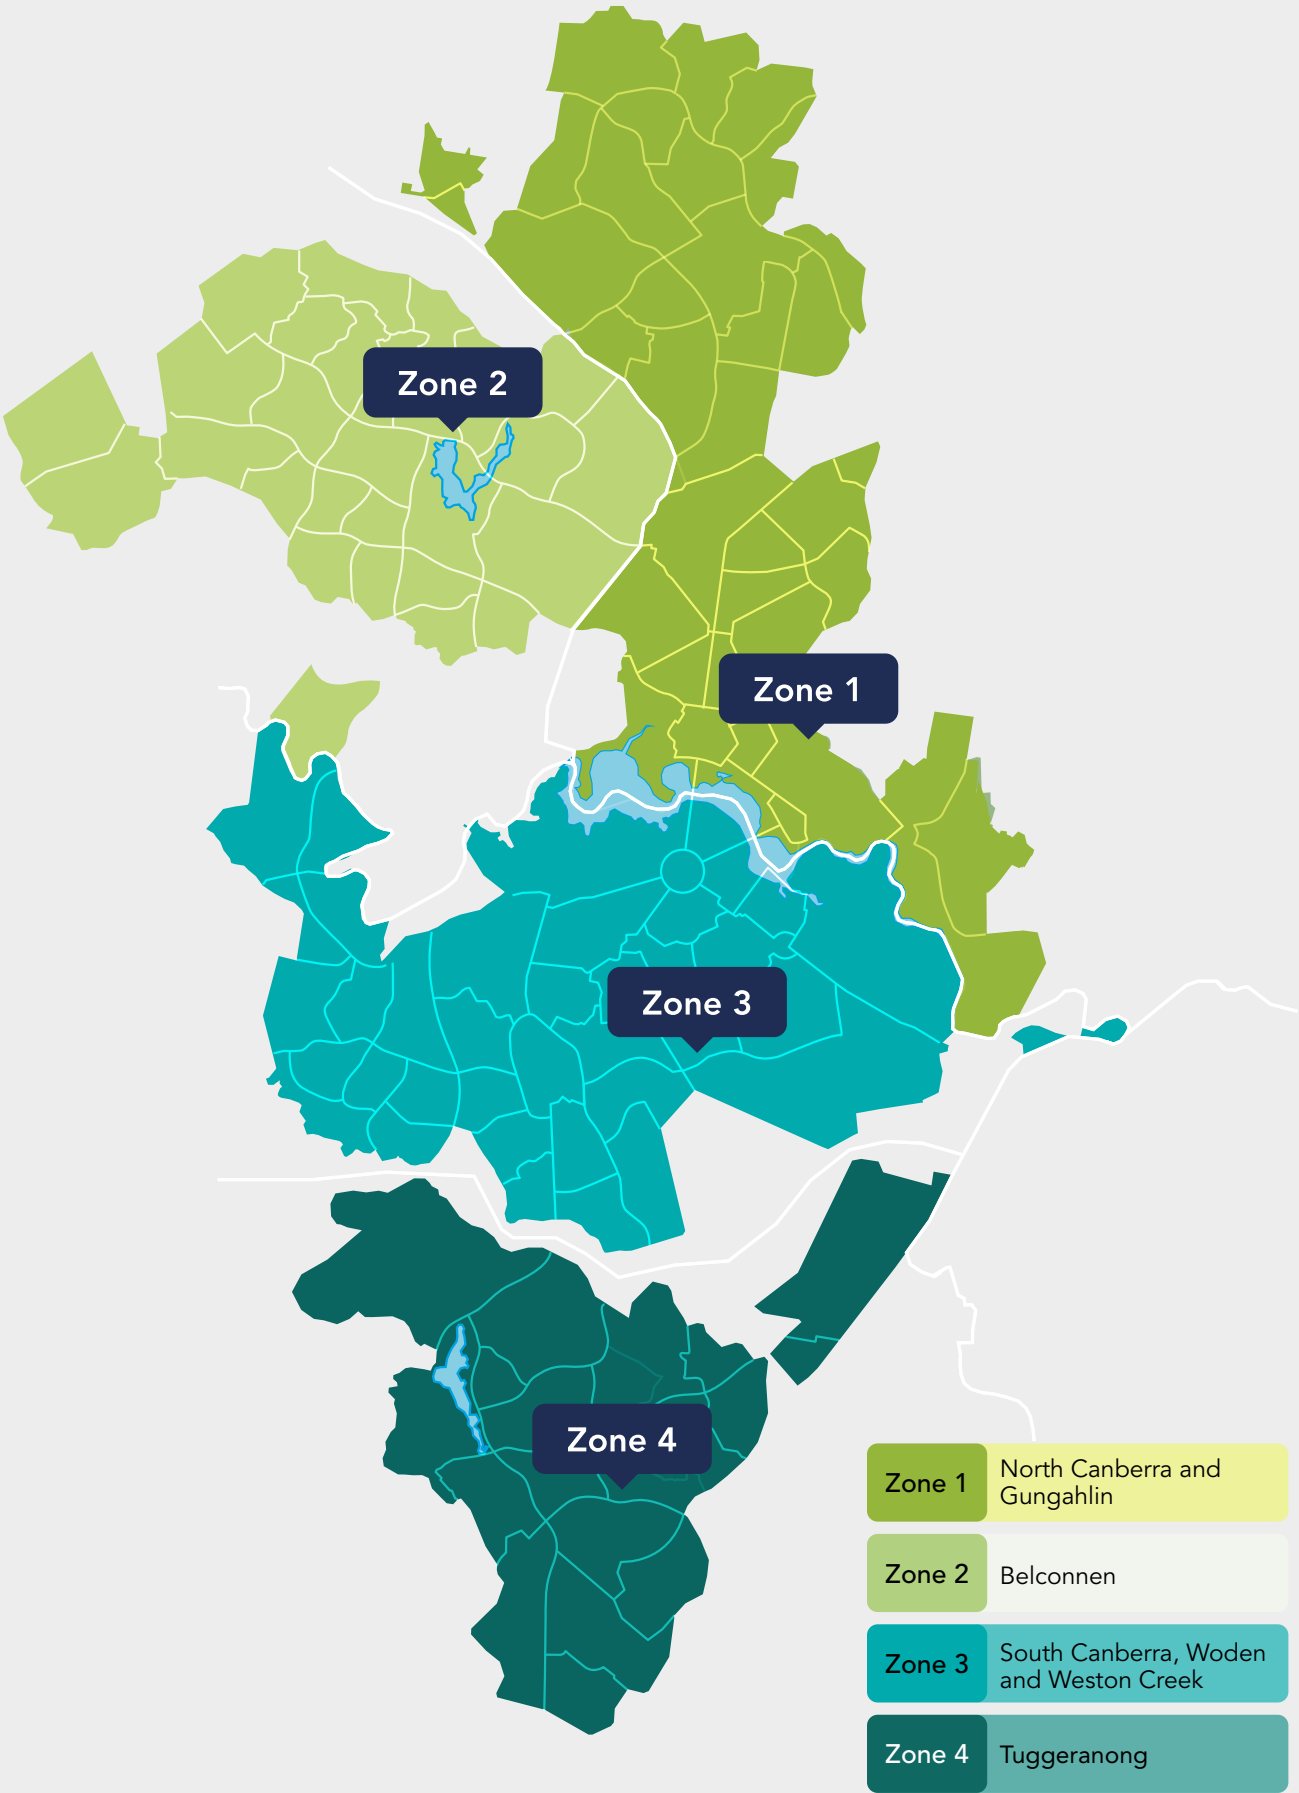 Zone 2
Zone 1
Zone 3
Zone 4
Zone 1
North Canberra and
Gungahlin
Zone 2
Belconnen
Zone 3
South Canberra, Woden
and Weston Creek
Zone 4
Tuggeranong